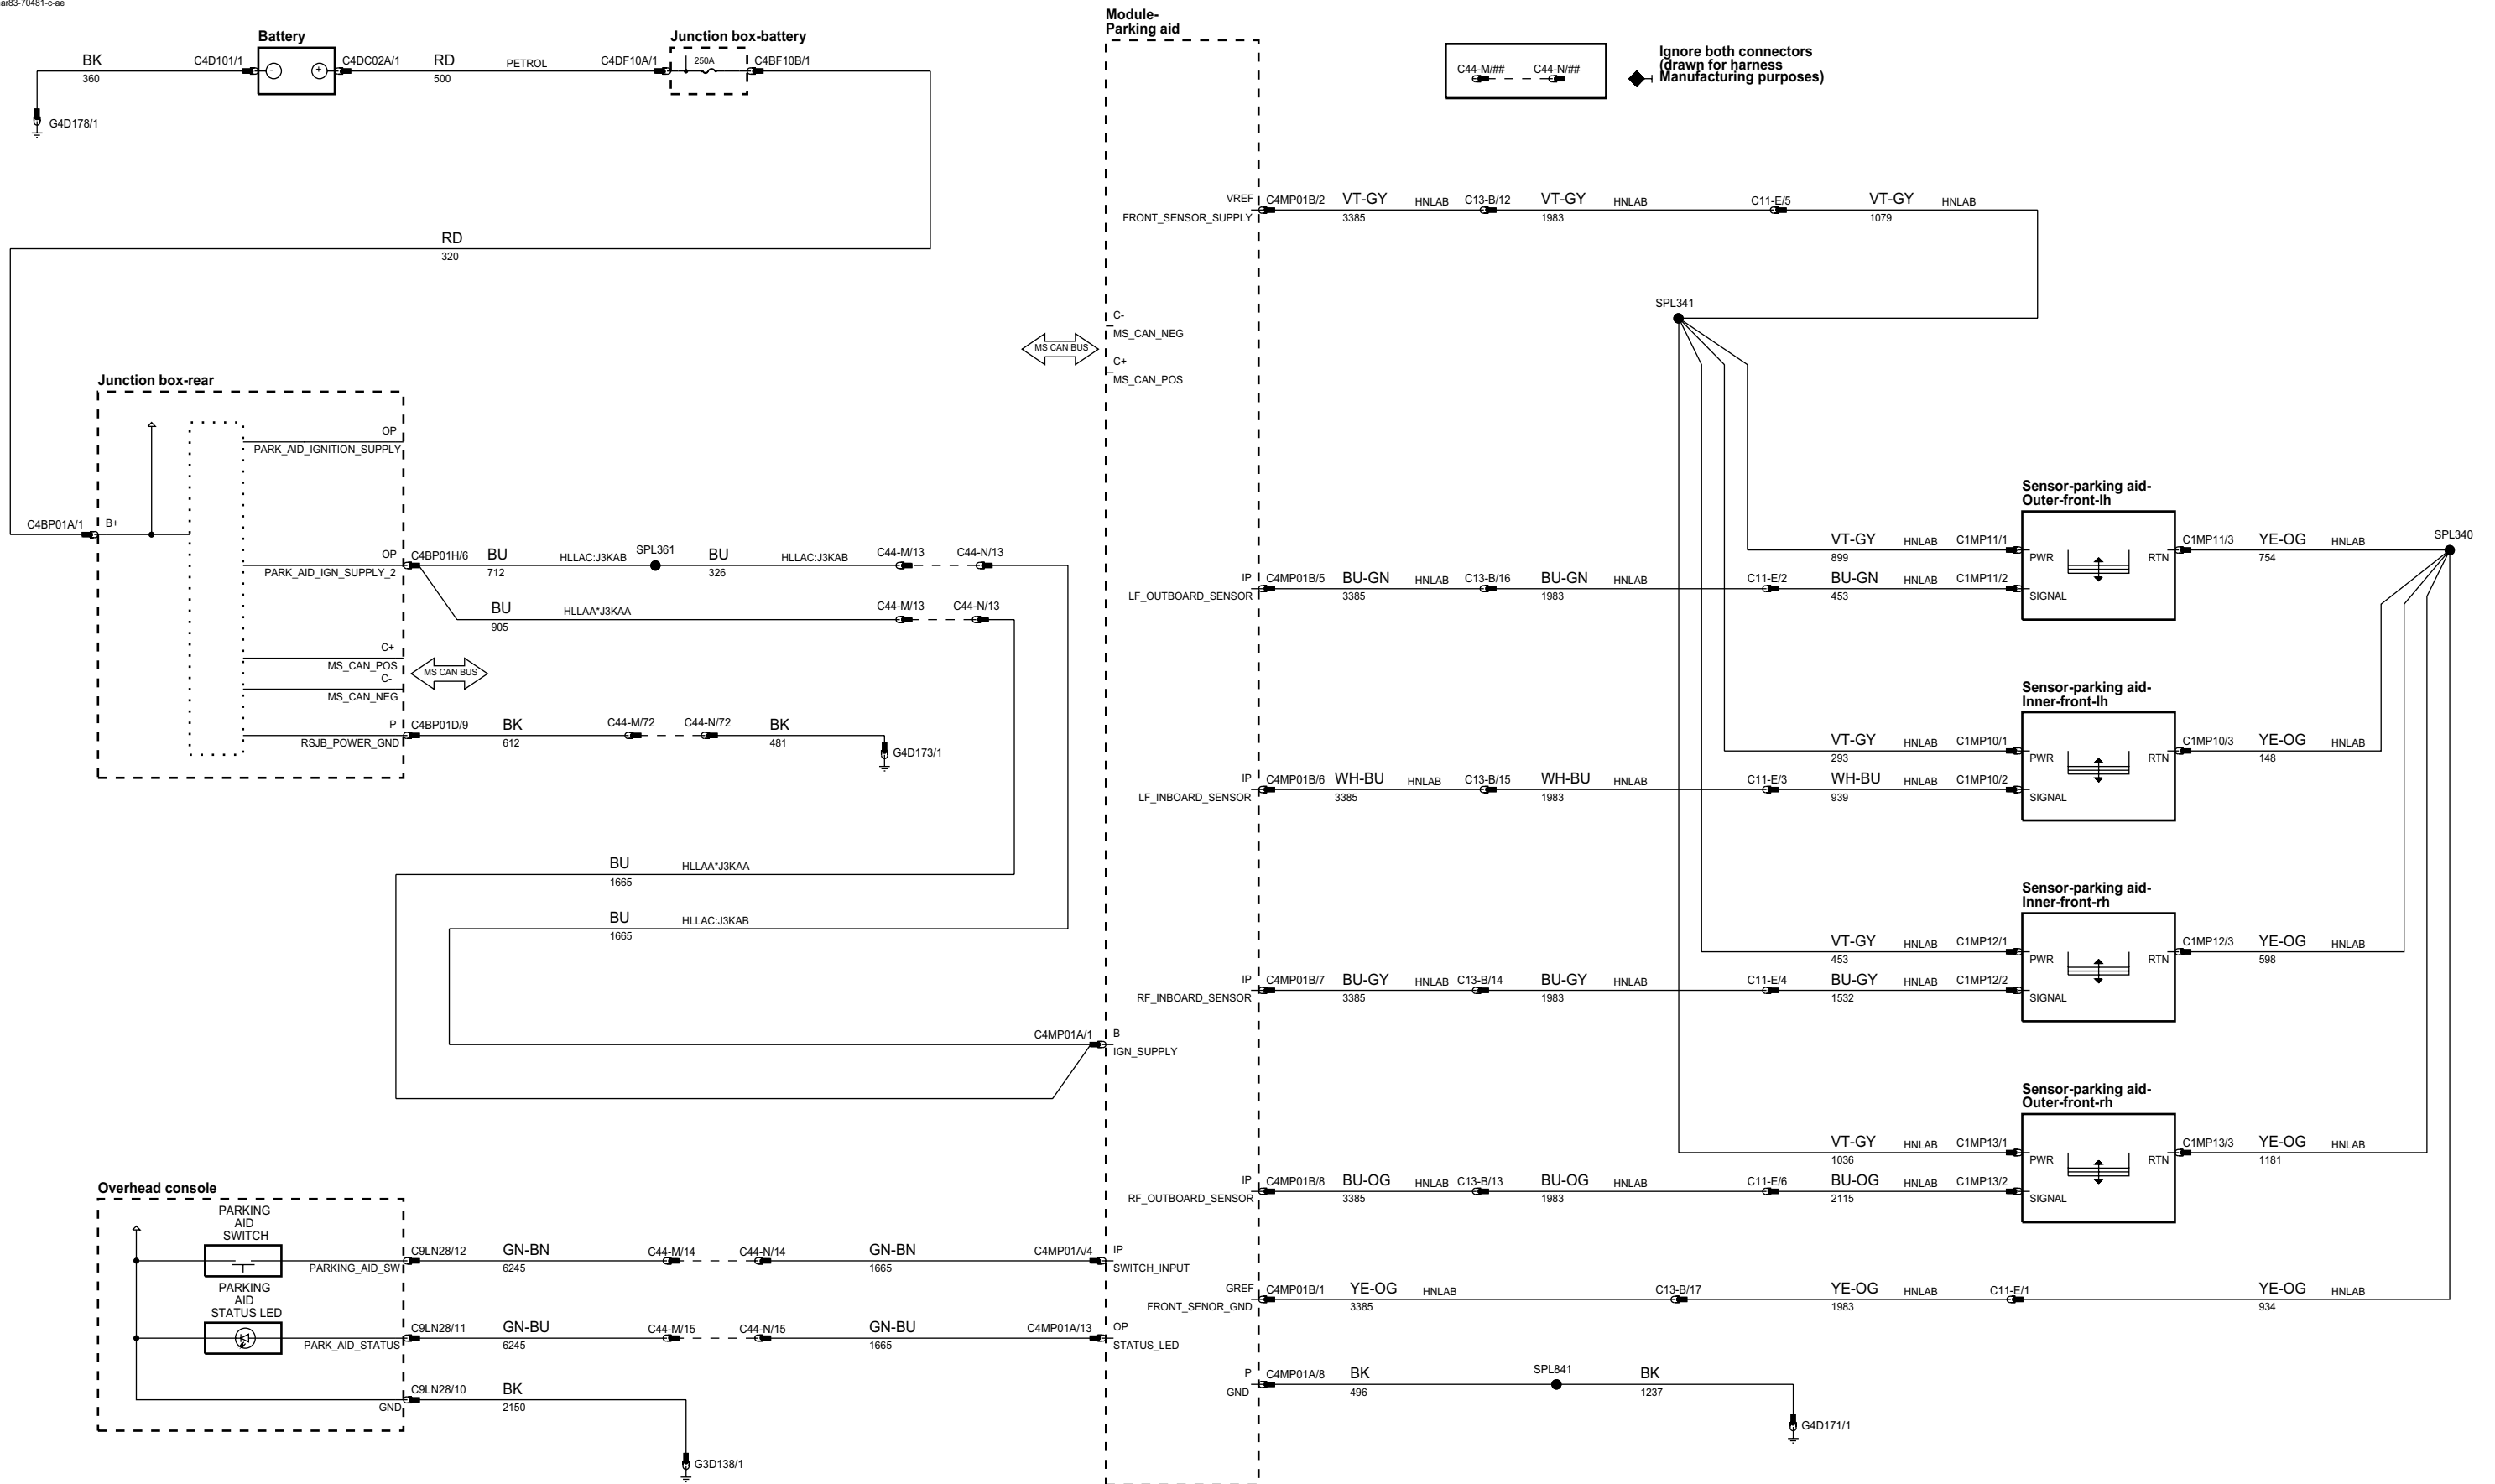 ar83-70481-c-ae
Battery
BK
360
C4D101/1
-
+
C4DC02A/1
RD
500
PETROL
C4DF10A/1
Junction box-battery
250A
C4BF10B/1
G4D178/1
RD
320
Module-
Parking aid
C44-M/##
C44-N/##
Ignore both connectors
(drawn for harness
Manufacturing purposes)
VREF
FRONT_SENSOR_SUPPLY
C4MP01B/2
VT-GY
3385
HNLAB
C13-B/12
VT-GY
1983
HNLAB
C11-E/5
VT-GY
1079
HNLAB
SPL341
MS CAN BUS
C-
MS_CAN_NEG
C+
MS_CAN_POS
Junction box-rear
OP
PARK_AID_IGNITION_SUPPLY
C4BP01A/1
B+
OP
PARK_AID_IGN_SUPPLY_2
C4BP01H/6
BU
712
HLLAC:J3KAB
SPL361
BU
326
HLLAC:J3KAB
C44-M/13
C44-N/13
BU
905
HLLAA*J3KAA
C44-M/13
C44-N/13
C+
MS_CAN_POS
C-
MS_CAN_NEG
MS CAN BUS
P
RSJB_POWER_GND
C4BP01D/9
BK
612
C44-M/72
C44-N/72
BK
481
G4D173/1
BU
1665
HLLAA*J3KAA
BU
1665
HLLAC:J3KAB
C4MP01A/1
B
IGN_SUPPLY
Sensor-parking aid-
Outer-front-lh
VT-GY
899
HNLAB
C1MP11/1
PWR
RTN
C1MP11/3
YE-OG
754
HNLAB
SPL340
IP
LF_OUTBOARD_SENSOR
C4MP01B/5
BU-GN
3385
HNLAB
C13-B/16
BU-GN
1983
HNLAB
C11-E/2
BU-GN
453
HNLAB
C1MP11/2
SIGNAL
Sensor-parking aid-
Inner-front-lh
VT-GY
293
HNLAB
C1MP10/1
PWR
RTN
C1MP10/3
YE-OG
148
HNLAB
IP
LF_INBOARD_SENSOR
C4MP01B/6
WH-BU
3385
HNLAB
C13-B/15
WH-BU
1983
HNLAB
C11-E/3
WH-BU
939
HNLAB
C1MP10/2
SIGNAL
Sensor-parking aid-
Inner-front-rh
VT-GY
453
HNLAB
C1MP12/1
PWR
RTN
C1MP12/3
YE-OG
598
HNLAB
IP
RF_INBOARD_SENSOR
C4MP01B/7
BU-GY
3385
HNLAB
C13-B/14
BU-GY
1983
HNLAB
C11-E/4
BU-GY
1532
HNLAB
C1MP12/2
SIGNAL
Sensor-parking aid-
Outer-front-rh
VT-GY
1036
HNLAB
C1MP13/1
PWR
RTN
C1MP13/3
YE-OG
1181
HNLAB
IP
RF_OUTBOARD_SENSOR
C4MP01B/8
BU-OG
3385
HNLAB
C13-B/13
BU-OG
1983
HNLAB
C11-E/6
BU-OG
2115
HNLAB
C1MP13/2
SIGNAL
Overhead console
PARKING
AID
SWITCH
PARKING_AID_SW
C9LN28/12
GN-BN
6245
C44-M/14
C44-N/14
GN-BN
1665
C4MP01A/4
IP
SWITCH_INPUT
PARKING
AID
STATUS LED
PARK_AID_STATUS
C9LN28/11
GN-BU
6245
C44-M/15
C44-N/15
GN-BU
1665
C4MP01A/13
OP
STATUS_LED
GND
C9LN28/10
BK
2150
G3D138/1
GREF
FRONT_SENOR_GND
C4MP01B/1
YE-OG
3385
HNLAB
C13-B/17
YE-OG
1983
HNLAB
C11-E/1
YE-OG
934
HNLAB
P
GND
C4MP01A/8
BK
496
SPL841
BK
1237
G4D171/1